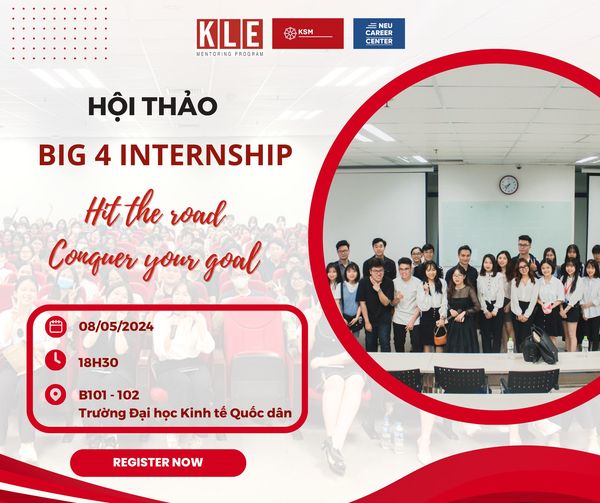 KLE
MENTORING PROGRAM
KSM
NEU
CAREER
CENTER
HỘI THẢO
BIG 4 INTERNSHIP
Hit the road
Conquer your goal
08/05/2024
18H30
B101 - 102
Trường Đại học Kinh tế Quốc dân
REGISTER NOW